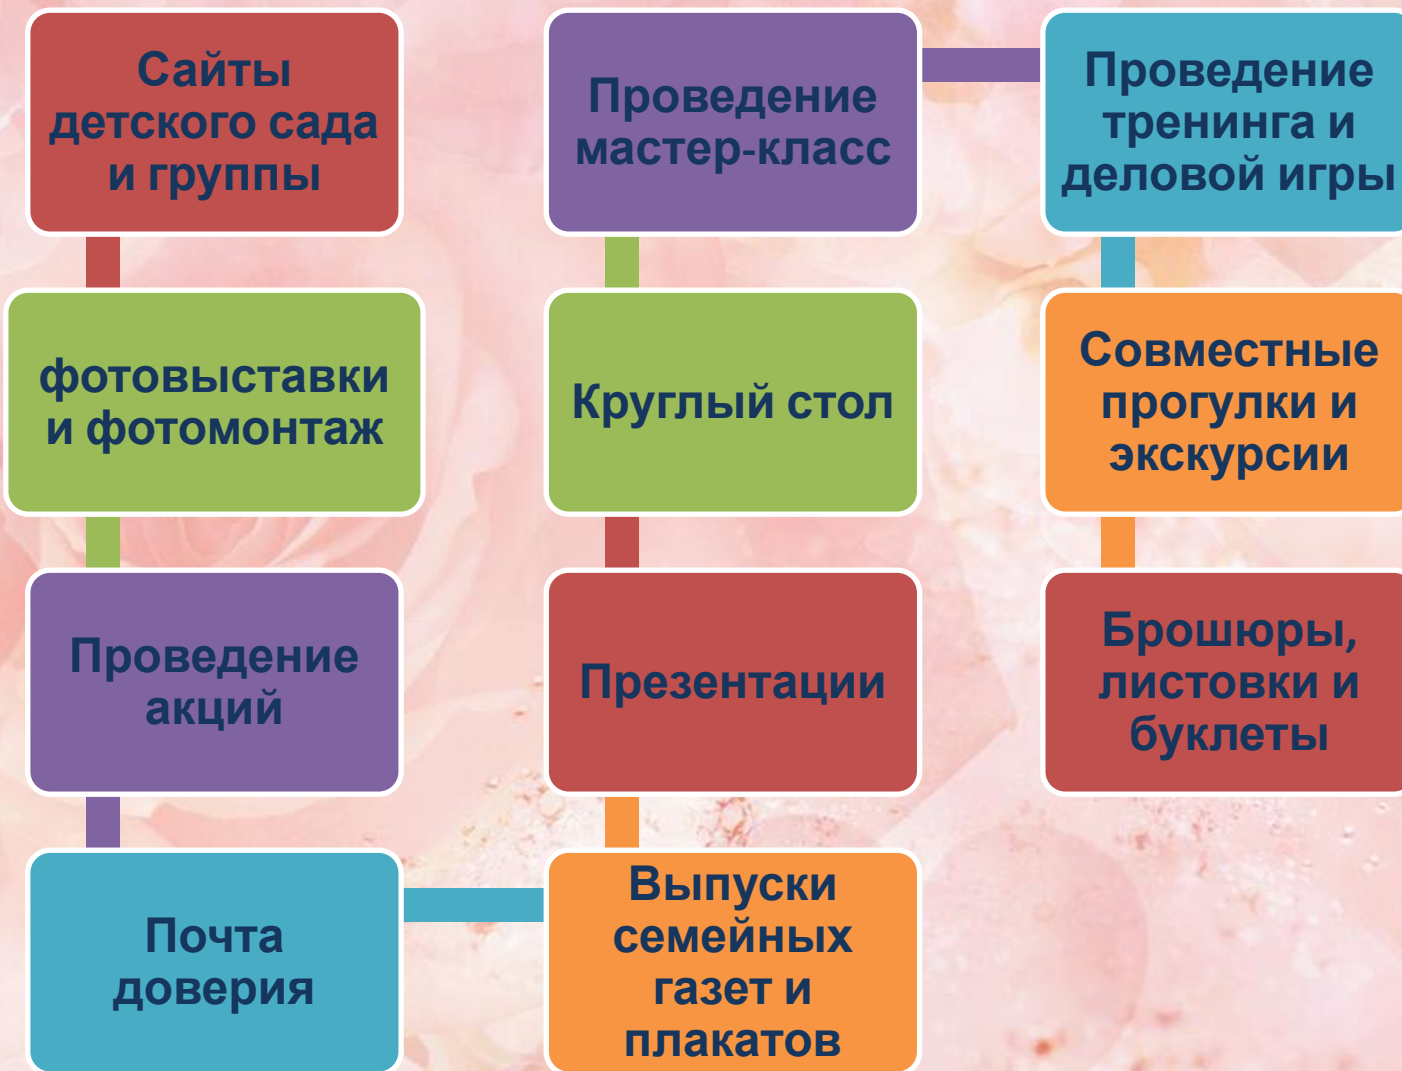 Сайты
детского сада
и группы
фотовыставки
и фотомонтаж
Проведение
акций
Почта
доверия
Выпуски
семейных
газет и
плакатов
Презентации
Круглый стол
Проведение
мастер-класс
Проведение
тренинга и
деловой игры
Совместные
прогулки и
экскурсии
Брошюры,
листовки и
буклеты